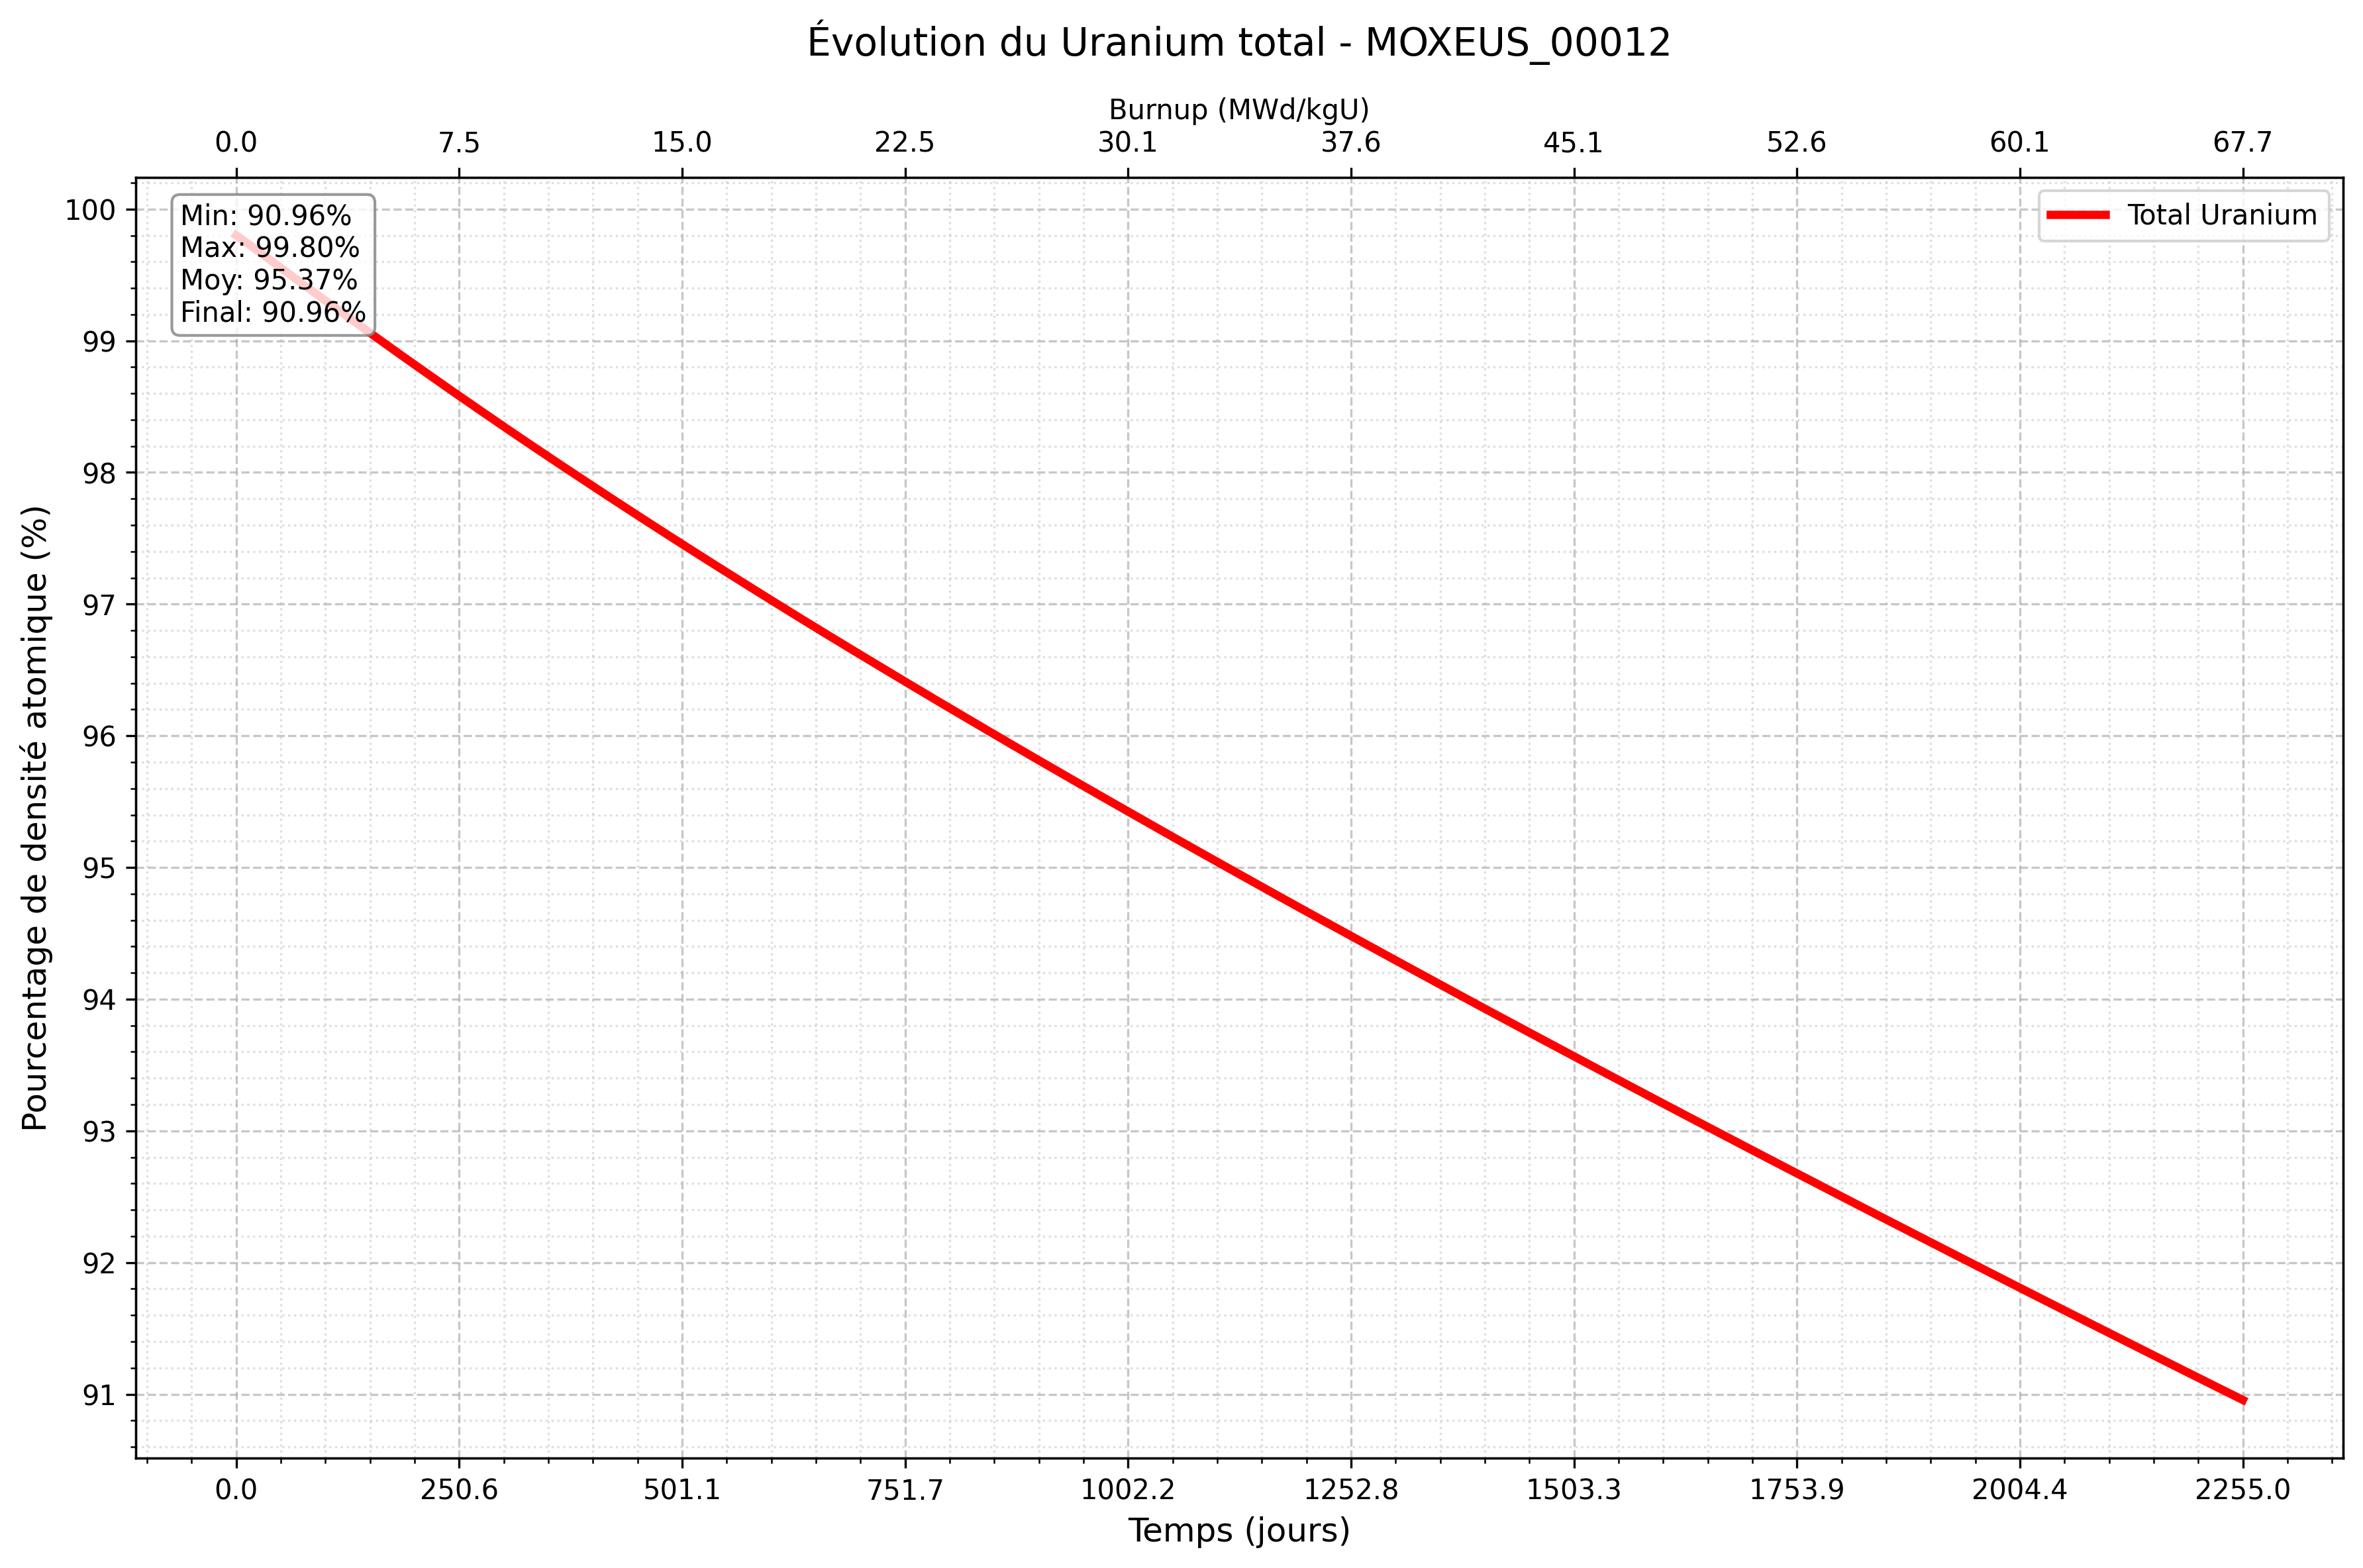 Évolution du Uranium total - MOXEUS_00012
Burnup (MWd/kgU)
0.0 7.5 15.0 22.5 30.1 37.6 45.1 52.6 60.1 67.7
Min: 90.96%
Max: 99.80%
Moy: 95.37%
Final: 90.96%
Total Uranium
Pourcentage de densité atomique (%)
100
99
98
97
96
95
94
93
92
91
0.0 250.6 501.1 751.7 1002.2 1252.8 1503.3 1753.9 2004.4 2255.0
Temps (jours)